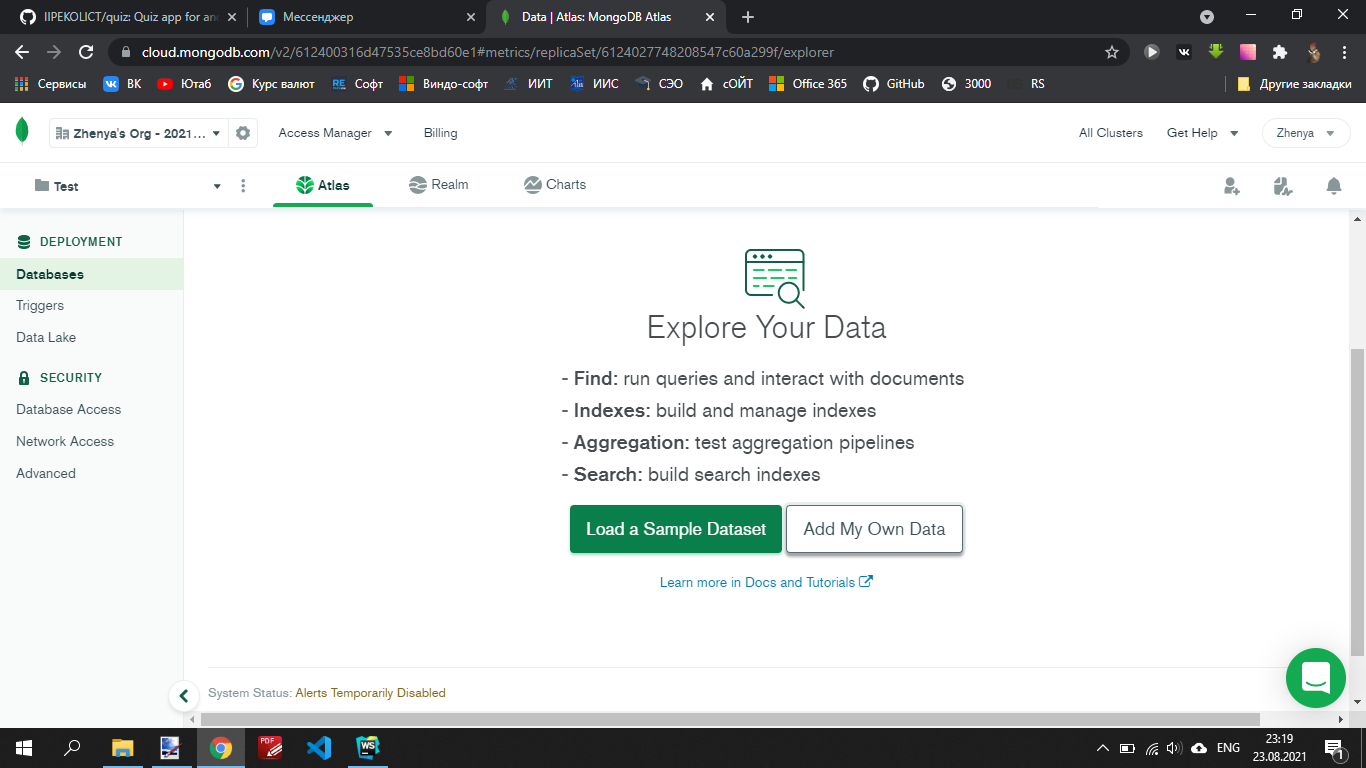 IIPEKOLICT/quiz: Quiz app for an
Мессенджер
Data | Atlas: MongoDB Atlas
cloud.mongodb.com/v2/612400316d47535ce8bd60e1#metrics/replicaSet/6124027748208547c60a299f/explorer
Сервисы ВК Ютаб Курс валют Софт Виндо-софт ИИТ ИИС СЭО сОЙТ Office 365 GitHub 3000 RS Другие закладки
Zhenya's Org - 2021... Access Manager Billing All Clusters Get Help Zhenya
Test Atlas Realm Charts
DEPLOYMENT
Databases
Triggers
Data Lake
SECURITY
Database Access
Network Access
Advanced
Explore Your Data
- Find: run queries and interact with documents
- Indexes: build and manage indexes
- Aggregation: test aggregation pipelines
- Search: build search indexes
Load a Sample Dataset Add My Own Data
Learn more in Docs and Tutorials
System Status: Alerts Temporarily Disabled
PDF WS ENG 23:19
23.08.2021
1